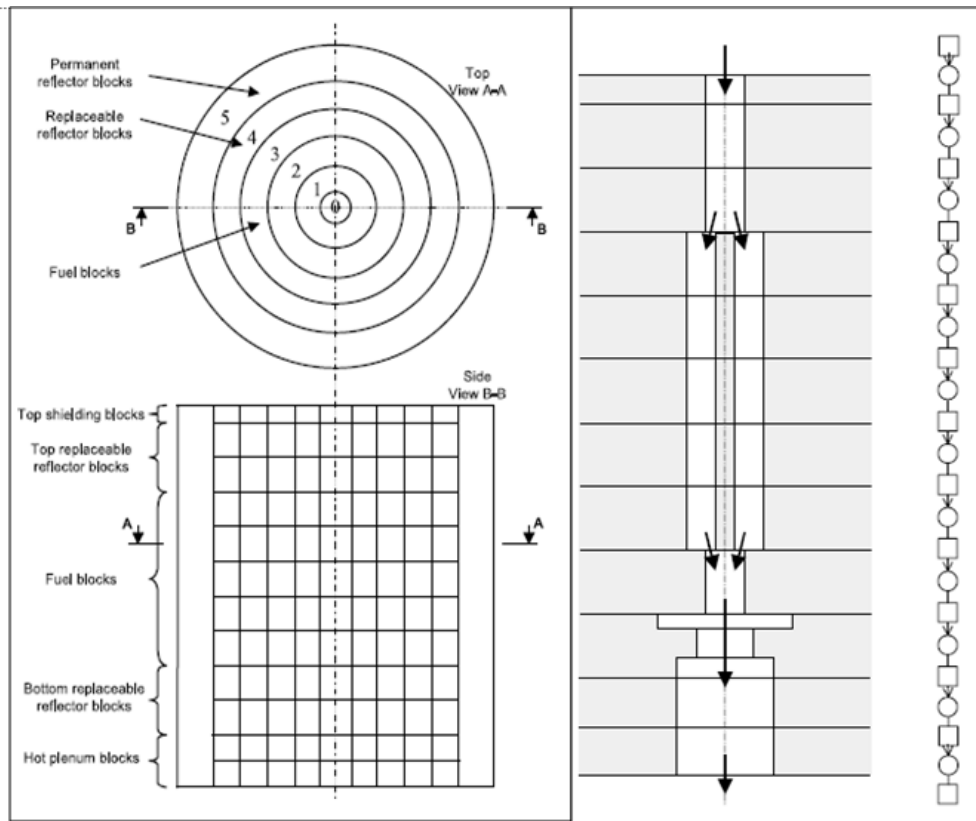 Permanent
reflector blocks
Top
View A-A
Replaceable
reflector blocks
5
4
3
2
1
0
B
B
Fuel blocks
Side
View B-B
Top shielding blocks
Top replaceable
reflector blocks
A
A
Fuel blocks
Bottom replaceable
reflector blocks
Hot plenum blocks